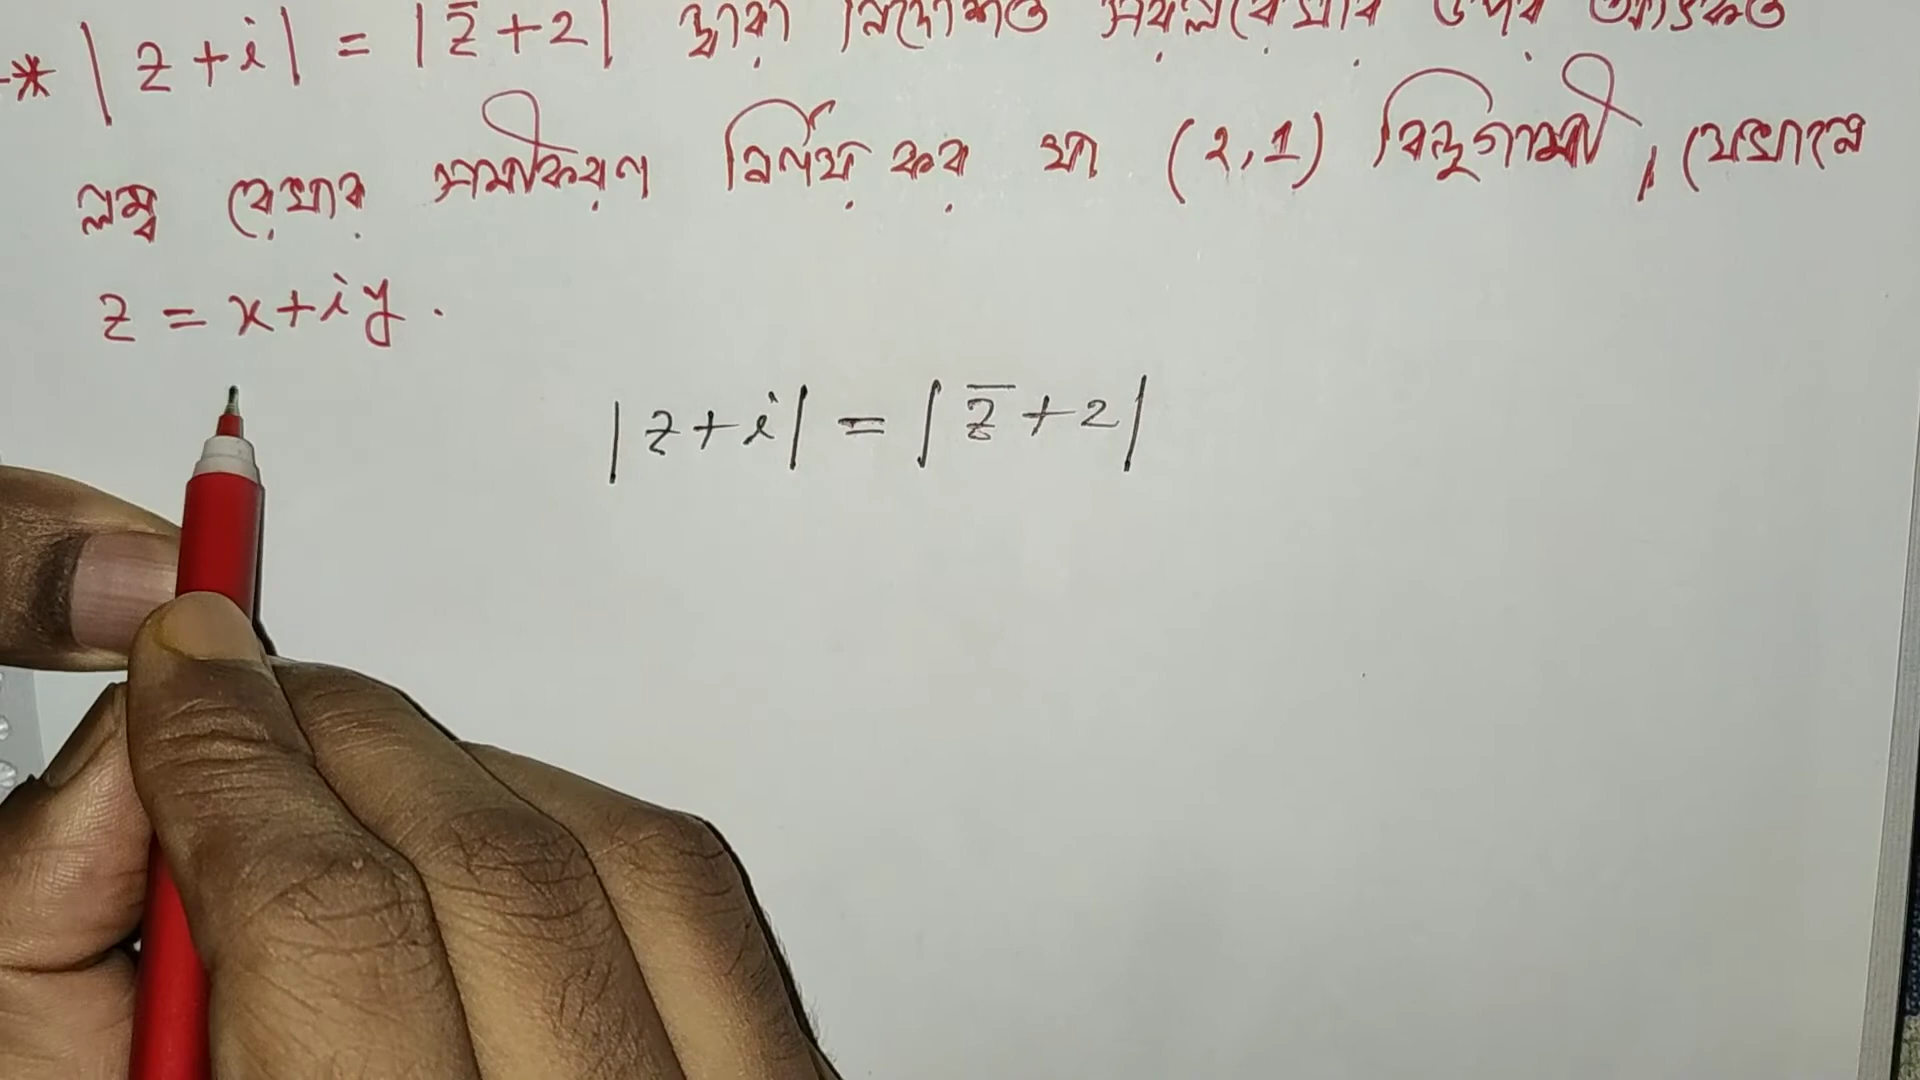 →* |z+i| = |z̄+2| দ্বারা নির্দেশিত সরলরেখার উপর অংকিত
লম্ব রেখার সমীকরণ নির্ণয় কর যা (2,1) বিন্দুগামী, যেখানে
z = x+iy.
|z+i| = |z̄+2|